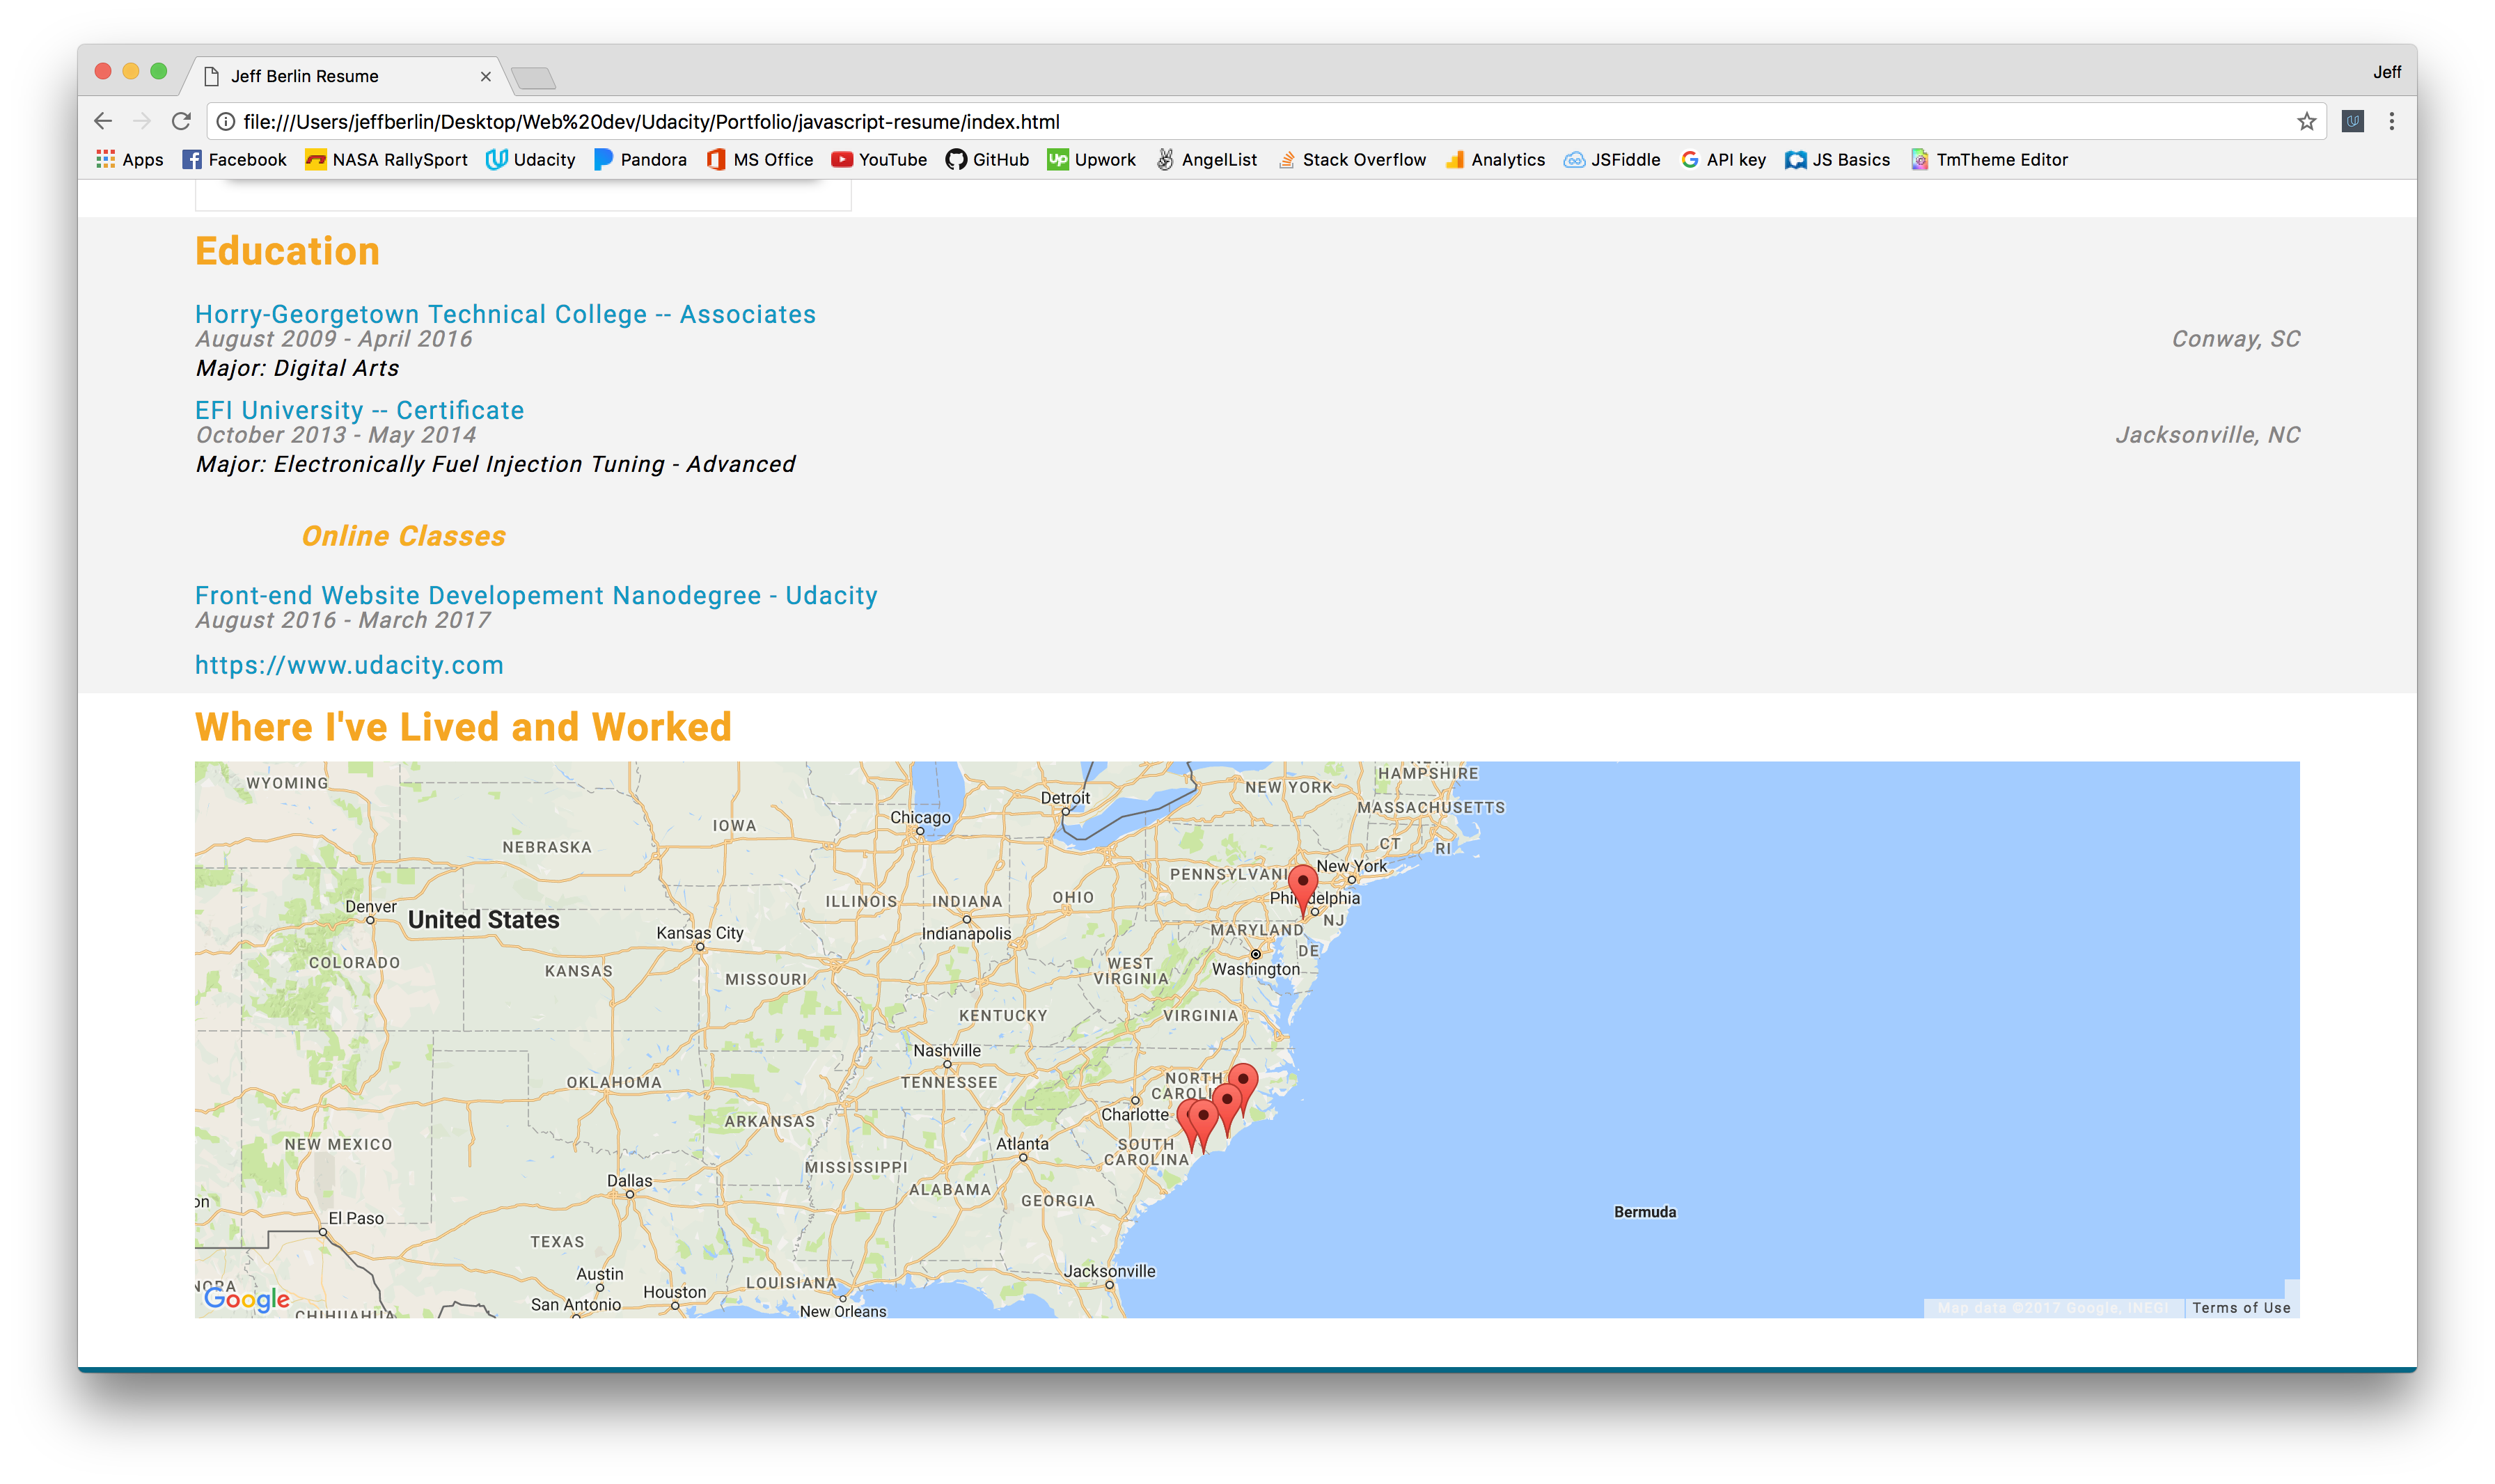 Jeff Berlin Resume
Jeff
file:///Users/jeffberlin/Desktop/Web%20dev/Udacity/Portfolio/javascript-resume/index.html
Apps Facebook NASA RallySport Udacity Pandora MS Office YouTube GitHub Up Upwork AngelList Stack Overflow Analytics JSFiddle API key JS Basics TmTheme Editor
Education
Horry-Georgetown Technical College -- Associates
August 2009 - April 2016 Conway, SC
Major: Digital Arts
EFI University -- Certificate
October 2013 - May 2014 Jacksonville, NC
Major: Electronically Fuel Injection Tuning - Advanced
Online Classes
Front-end Website Developement Nanodegree - Udacity
August 2016 - March 2017
https://www.udacity.com
Where I've Lived and Worked
HAMPSHIRE
WYOMING
NEW YORK
Detroit
MASSACHUSETTS
Chicago
IOWA
NEBRASKA
CT
RI
New York
PENNSYLVANI
Philadelphia
ILLINOIS
INDIANA
OHIO
Denver
United States
NJ
Kansas City
Indianapolis
MARYLAND
DE
COLORADO
KANSAS
MISSOURI
WEST
VIRGINIA
Washington
KENTUCKY
VIRGINIA
Nashville
TENNESSEE
OKLAHOMA
NORTH
CAROLI
Charlotte
ARKANSAS
NEW MEXICO
Atlanta
SOUTH
CAROLINA
MISSISSIPPI
Dallas
ALABAMA
GEORGIA
on
El Paso
Bermuda
TEXAS
Jacksonville
Austin
LOUISIANA
Houston
NORA
Google
San Antonio
New Orleans
CHIHUAHUA
Map data ©2017 Google, INEGI Terms of Use